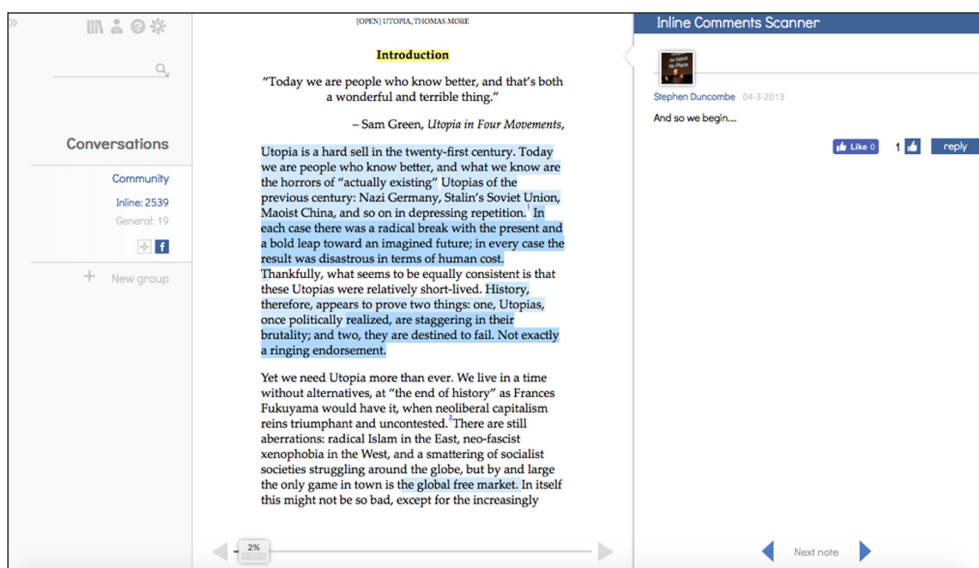 »
Conversations
Community
Inline: 2539
General: 19
f
+ New group
[OPEN] UTOPIA, THOMAS MORE
Introduction
“Today we are people who know better, and that’s both
a wonderful and terrible thing.”
– Sam Green, Utopia in Four Movements,
Utopia is a hard sell in the twenty-first century. Today
we are people who know better, and what we know are
the horrors of “actually existing” Utopias of the
previous century: Nazi Germany, Stalin’s Soviet Union,
Maoist China, and so on in depressing repetition.1 In
each case there was a radical break with the present and
a bold leap toward an imagined future; in every case the
result was disastrous in terms of human cost.
Thankfully, what seems to be equally consistent is that
these Utopias were relatively short-lived. History,
therefore, appears to prove two things: one, Utopias,
once politically realized, are staggering in their
brutality; and two, they are destined to fail. Not exactly
a ringing endorsement.
Yet we need Utopia more than ever. We live in a time
without alternatives, at “the end of history” as Frances
Fukuyama would have it, when neoliberal capitalism
reins triumphant and uncontested.2 There are still
aberrations: radical Islam in the East, neo-fascist
xenophobia in the West, and a smattering of socialist
societies struggling around the globe, but by and large
the only game in town is the global free market. In itself
this might not be so bad, except for the increasingly
2%
Inline Comments Scanner
Stephen Duncombe 04-3-2013
And so we begin....
Like 0 1 reply
Next note